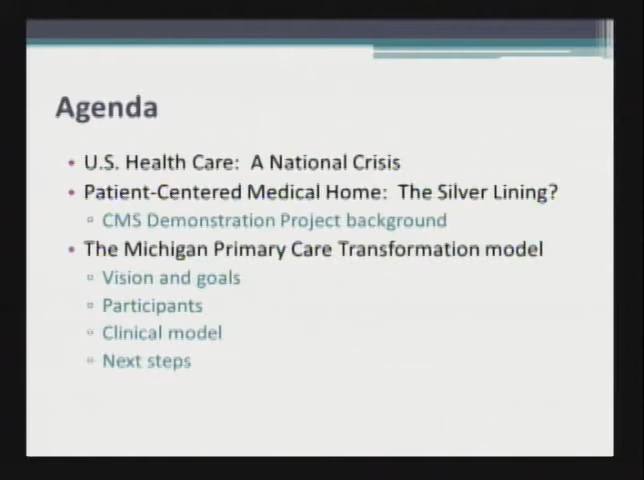 Agenda
• U.S. Health Care: A National Crisis
• Patient-Centered Medical Home: The Silver Lining?
▫ CMS Demonstration Project background
• The Michigan Primary Care Transformation model
▫ Vision and goals
▫ Participants
▫ Clinical model
▫ Next steps